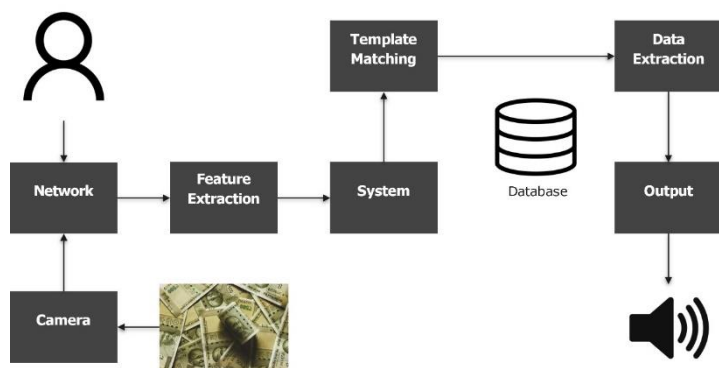 Template
Matching
Data
Extraction
Network
Feature
Extraction
System
Database
Output
Camera